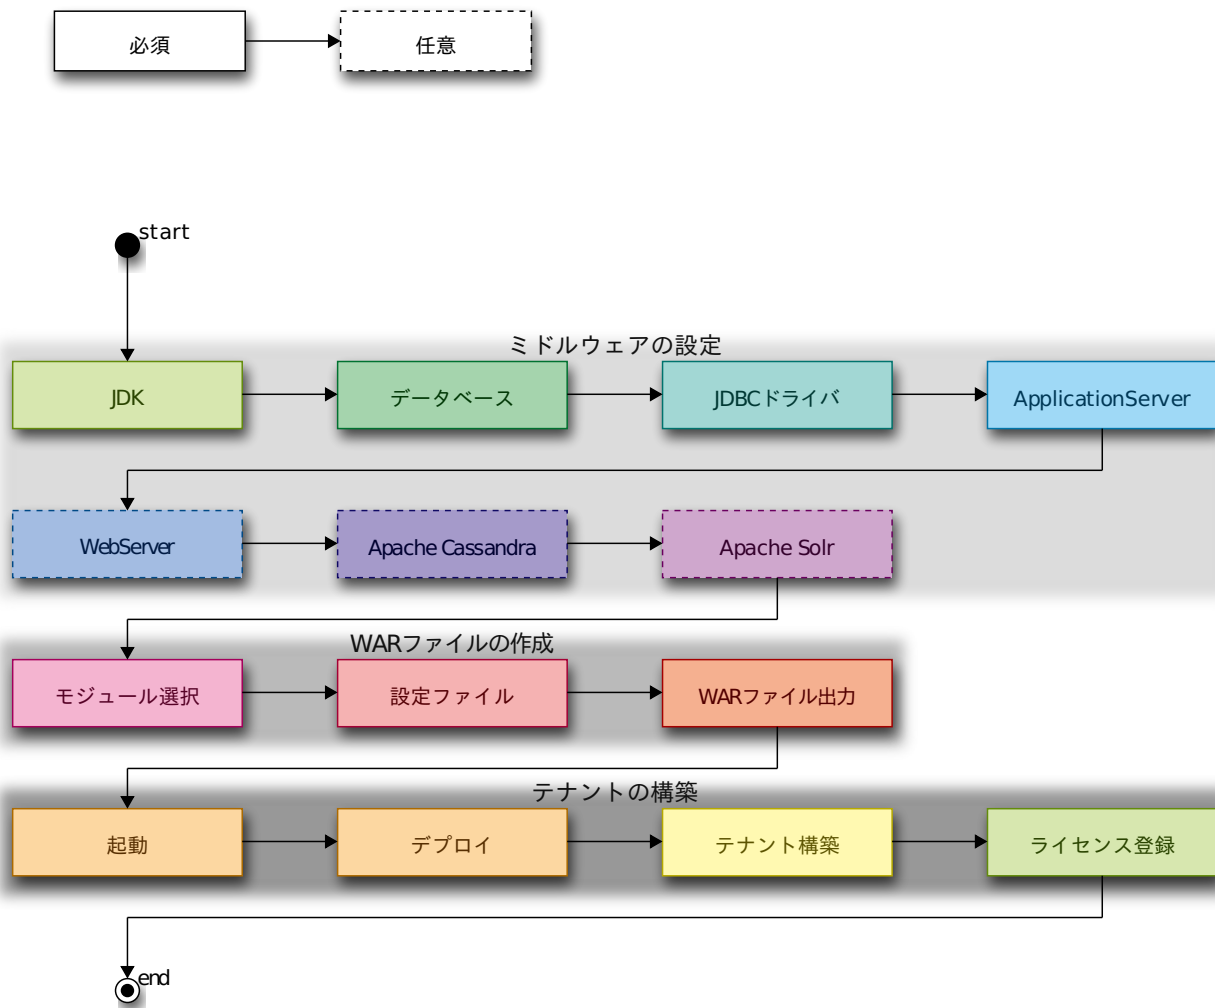 必須
任意
start
ミドルウェアの設定
JDK
データベース
JDBCドライバ
ApplicationServer
WebServer
Apache Cassandra
Apache Solr
WARファイルの作成
モジュール選択
設定ファイル
WARファイル出力
テナントの構築
起動
デプロイ
テナント構築
ライセンス登録
end